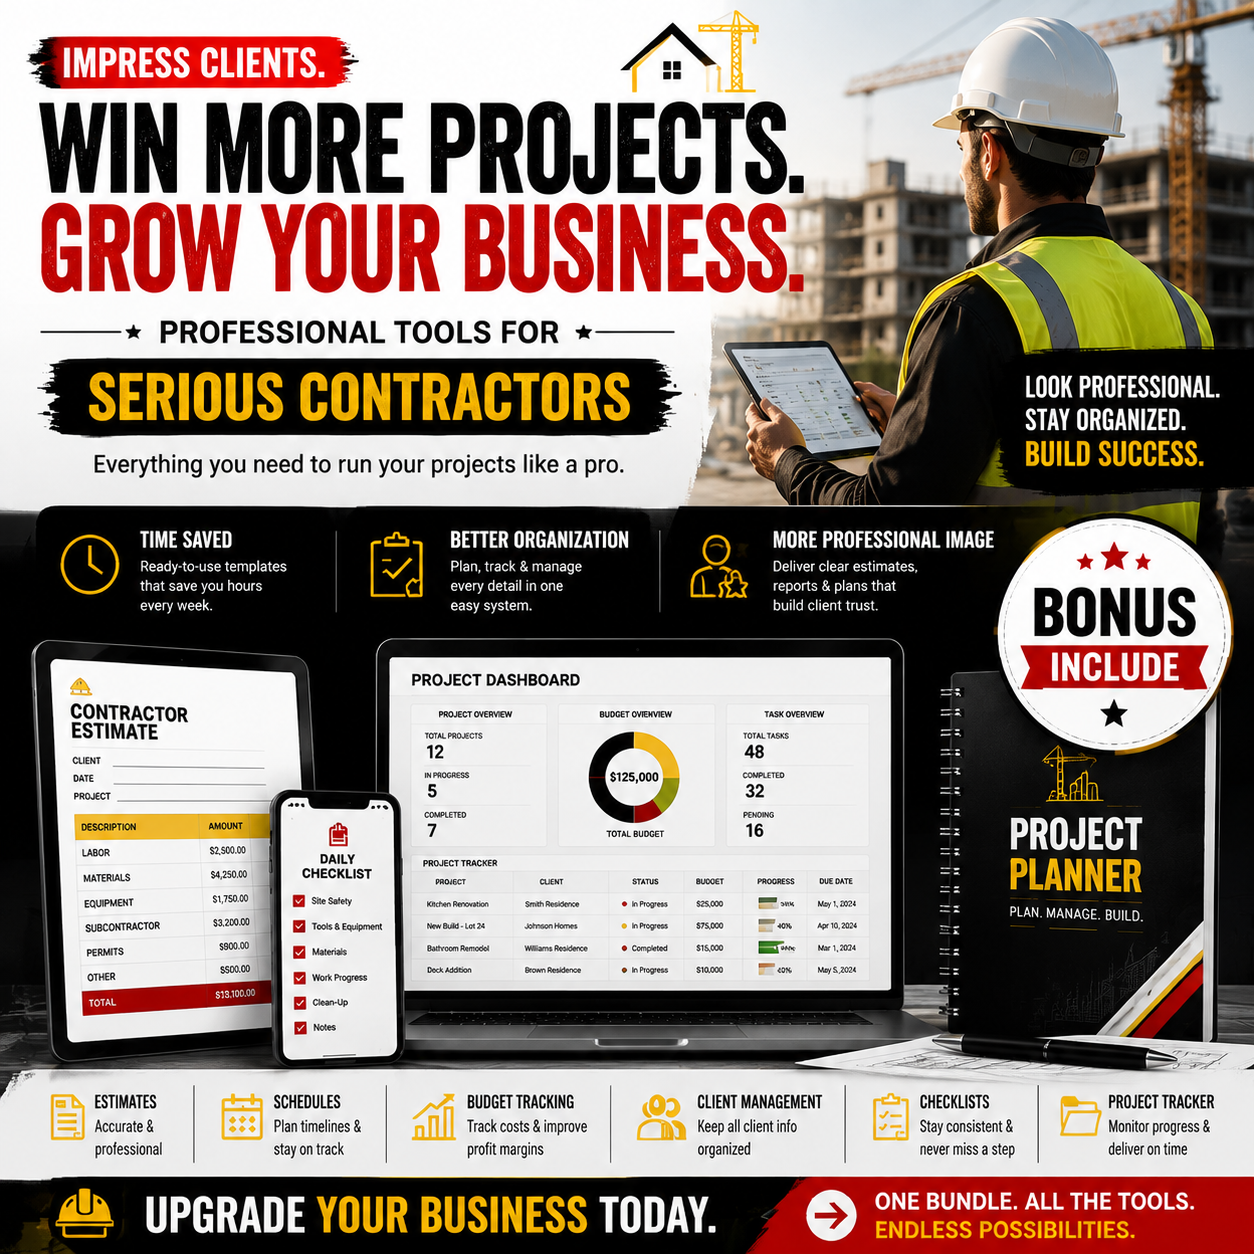 IMPRESS CLIENTS.
WIN MORE PROJECTS.
GROW YOUR BUSINESS.
PROFESSIONAL TOOLS FOR
SERIOUS CONTRACTORS
Everything you need to run your projects like a pro.
LOOK PROFESSIONAL.
STAY ORGANIZED.
BUILD SUCCESS.
TIME SAVED
Ready-to-use templates
that save you hours
every week.
BETTER ORGANIZATION
Plan, track & manage
every detail in one
easy system.
MORE PROFESSIONAL IMAGE
Deliver clear estimates,
reports & plans that
build client trust.
BONUS
INCLUDE
CONTRACTOR
ESTIMATE
CLIENT
DATE
PROJECT
DESCRIPTION AMOUNT
LABOR $2,500.00
MATERIALS $4,250.00
EQUIPMENT $1,750.00
SUBCONTRACTOR $3,200.00
PERMITS $900.00
OTHER $500.00
TOTAL $13,100.00
DAILY
CHECKLIST
Site Safety
Tools & Equipment
Materials
Work Progress
Clean-Up
Notes
PROJECT DASHBOARD
PROJECT OVERVIEW
TOTAL PROJECTS
12
IN PROGRESS
5
COMPLETED
7
BUDGET OVIENVIEW
$125,000
TOTAL BUDGET
TASK OVERVIEW
TOTAL TASKS
48
COMPLETED
32
PENDING
16
PROJECT TRACKER
PROJECT CLIENT STATUS BUDGET PROGRESS DUE DATE
Kitchen Renovation Smith Residence In Progress $25,000 May 1, 2024
New Build - Lot 24 Johnson Homes In Progress $75,000 40% Apr 10, 2024
Bathroom Remodel Williams Residence Completed $15,000 Mar 1, 2024
Deck Addition Brown Residence In Progress $10,000 60% May 5, 2024
PROJECT
PLANNER
PLAN. MANAGE. BUILD.
ESTIMATES
Accurate &
professional
SCHEDULES
Plan timelines &
stay on track
BUDGET TRACKING
Track costs & improve
profit margins
CLIENT MANAGEMENT
Keep all client info
organized
CHECKLISTS
Stay consistent &
never miss a step
PROJECT TRACKER
Monitor progress &
deliver on time
UPGRADE YOUR BUSINESS TODAY.
ONE BUNDLE. ALL THE TOOLS.
ENDLESS POSSIBILITIES.